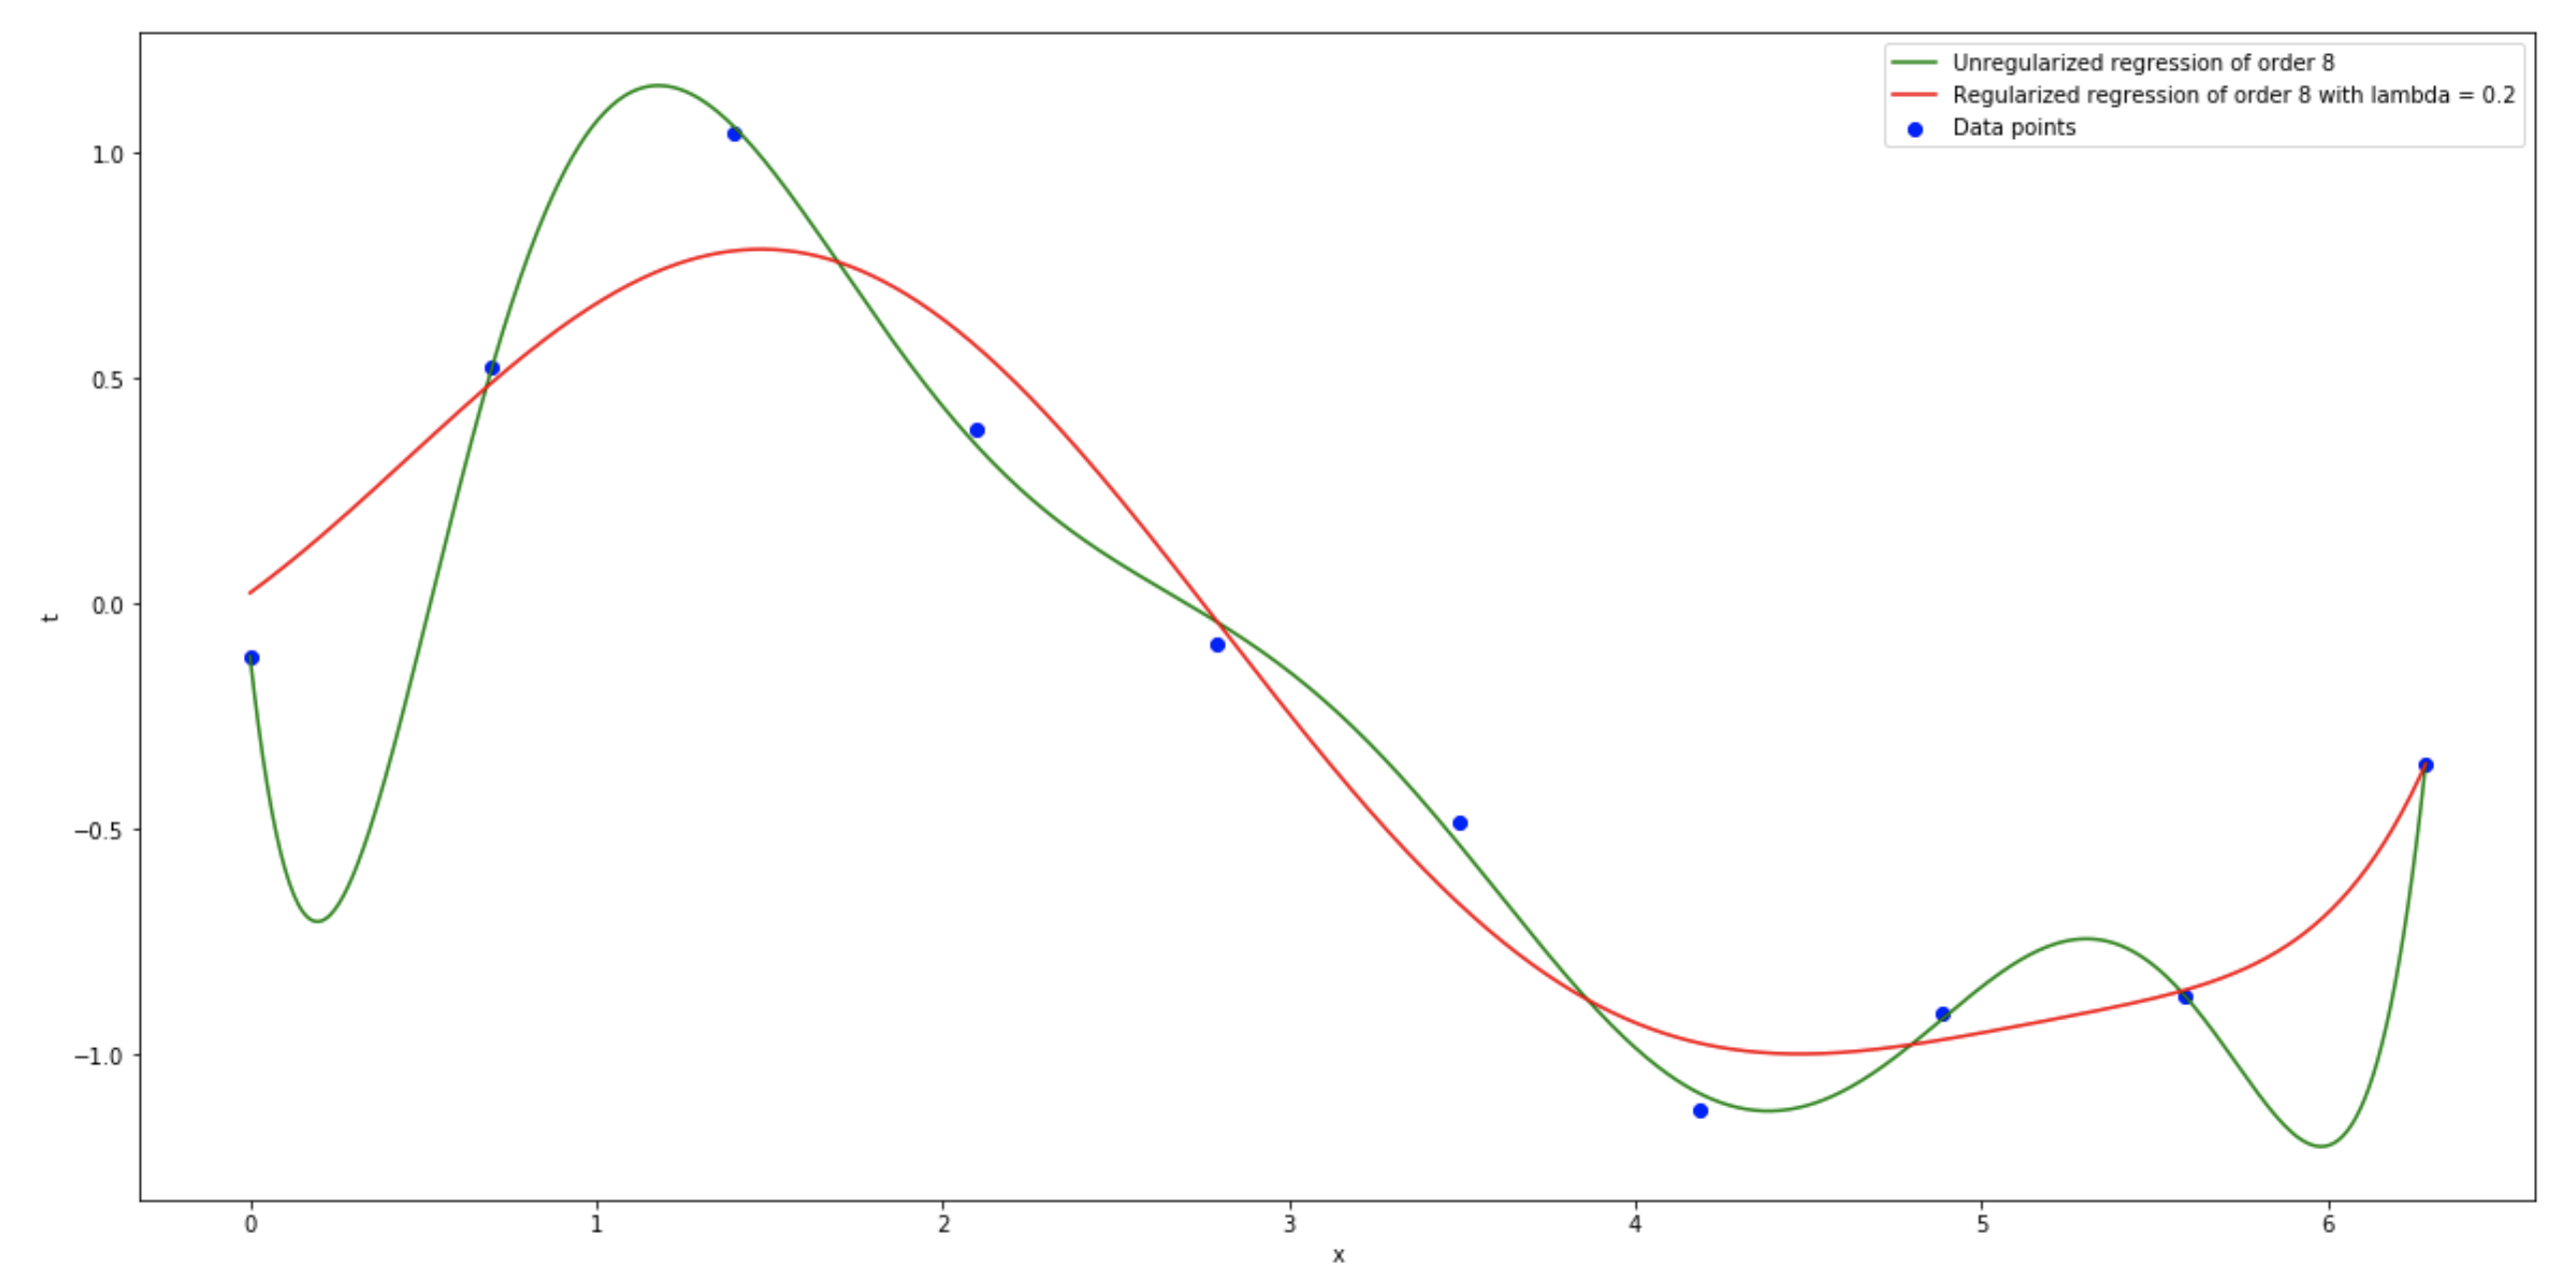 Unregularized regression of order 8
Regularized regression of order 8 with lambda = 0.2
Data points
1.0
0.5
0.0
−0.5
−1.0
t
0 1 2 3 4 5 6
x